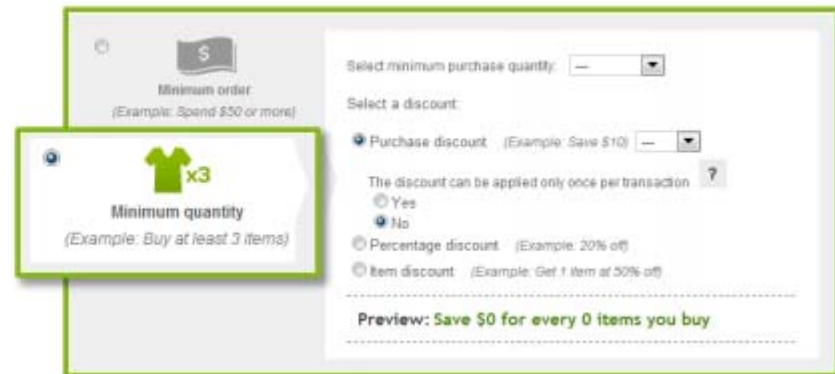 $
Minimum order
(Example: Spend $50 or more)
x3
Minimum quantity
(Example: Buy at least 3 items)
Select minimum purchase quantity: ---
Select a discount:
Purchase discount (Example: Save $10) ---
The discount can be applied only once per transaction ?
Yes
No
Percentage discount (Example: 20% off)
Item discount (Example: Get 1 item at 50% off)
Preview: Save $0 for every 0 items you buy